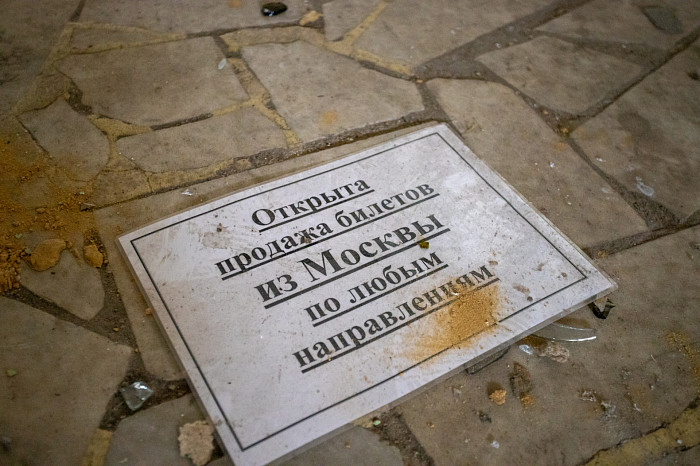 Открыта
продажа билетов
из Москвы
по любым
направлениям